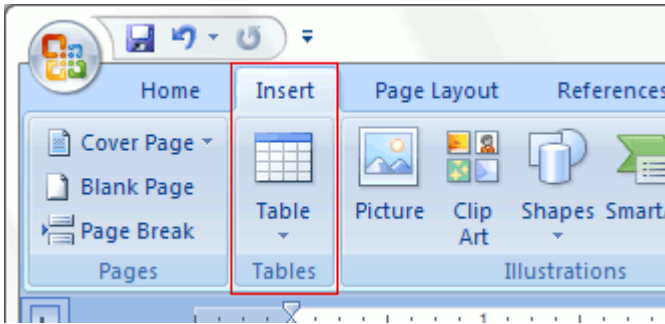 Home Insert Page Layout References
Cover Page
Blank Page
Page Break
Table
Picture
Clip
Art
Shapes
Pages Tables Illustrations
1